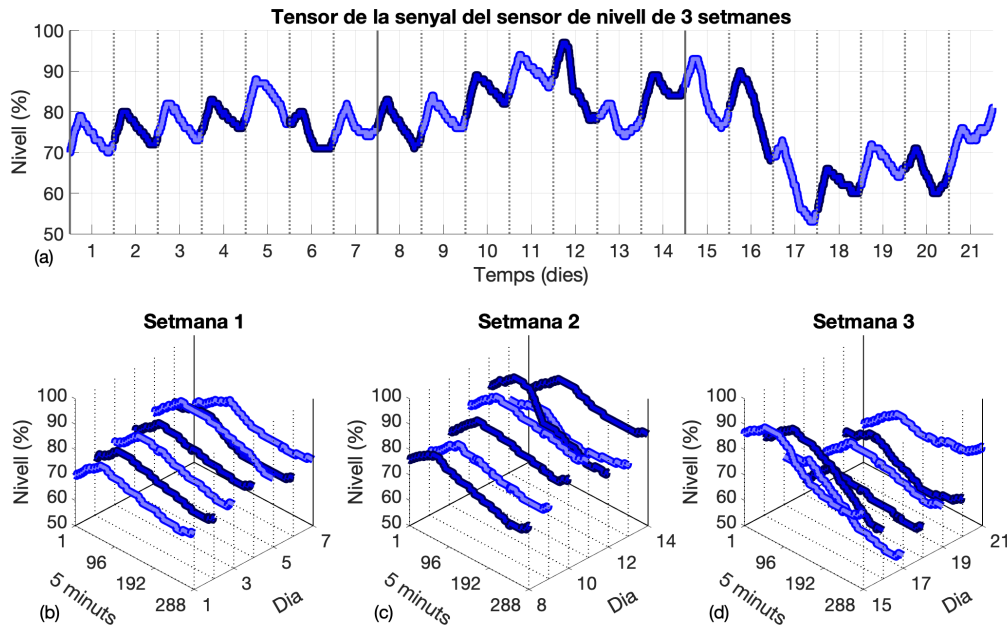 Tensor de la senyal del sensor de nivell de 3 setmanes
100
90
80
70
60
50
Nivell (%)
1 2 3 4 5 6 7 8 9 10 11 12 13 14 15 16 17 18 19 20 21
Temps (dies)
(a)
Setmana 1
100
90
80
70
60
50
Nivell (%)
1
96
192
288
5 minuts
1
3
5
7
Dia
(b)
Setmana 2
100
90
80
70
60
50
Nivell (%)
1
96
192
288
5 minuts
8
10
12
14
Dia
(c)
Setmana 3
100
90
80
70
60
50
Nivell (%)
1
96
192
288
5 minuts
15
17
19
21
Dia
(d)